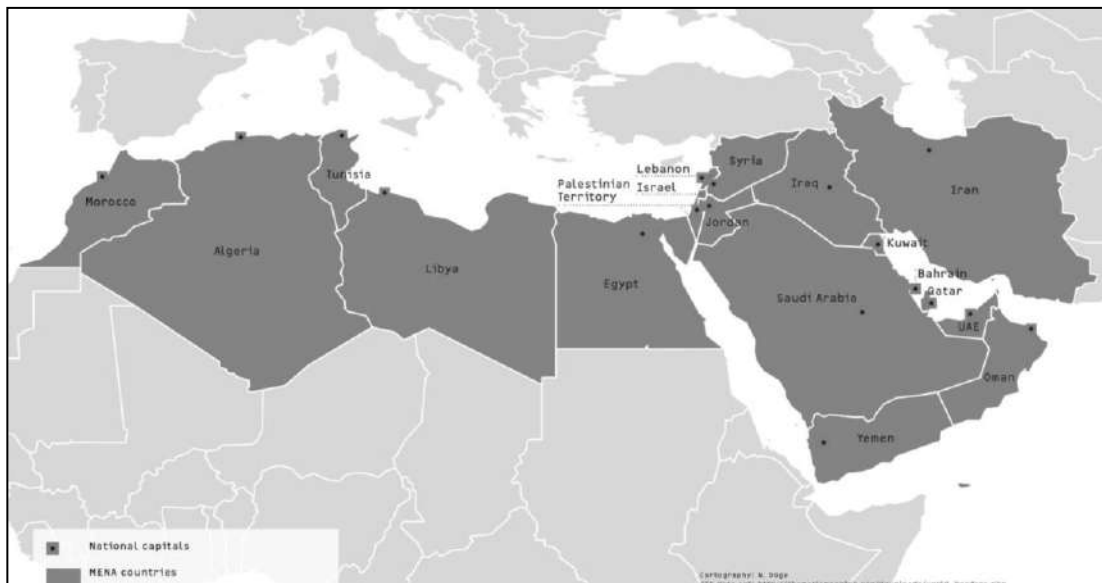 Lebanon
Syria
Palestinian
Territory
Israel
Iraq
Iran
Tunisia
Morocco
Jordan
Kuwait
Algeria
Libya
Egypt
Bahrain
Qatar
Saudi Arabia
UAE
Oman
Yemen
National capitals
MENA countries
Cartography: